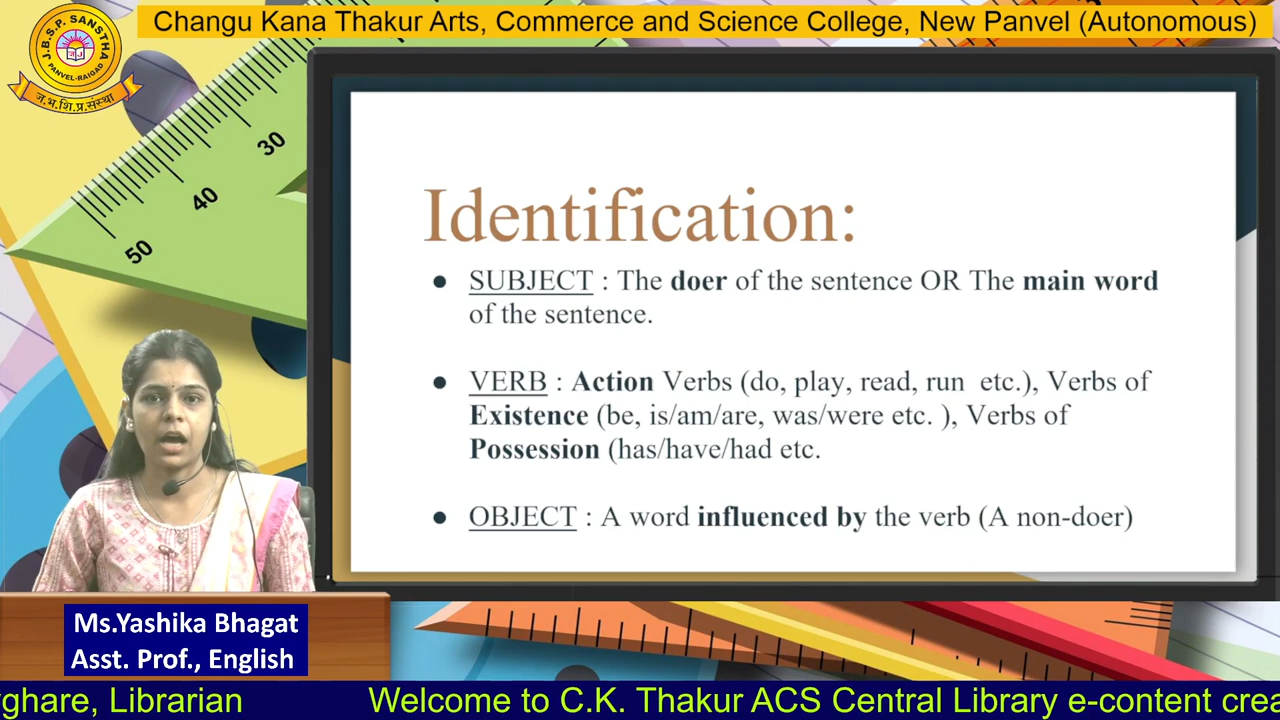 Changu Kana Thakur Arts, Commerce and Science College, New Panvel (Autonomous)
J.B.S.P. SANSTHA
PANVEL-RAIGAD
ज.भ.शि.प्र.संस्था
30
40
50
Identification:
● SUBJECT : The doer of the sentence OR The main word
of the sentence.
● VERB : Action Verbs (do, play, read, run etc.), Verbs of
Existence (be, is/am/are, was/were etc. ), Verbs of
Possession (has/have/had etc.
● OBJECT : A word influenced by the verb (A non-doer)
Ms.Yashika Bhagat
Asst. Prof., English
ghare, Librarian Welcome to C.K. Thakur ACS Central Library e-content crea